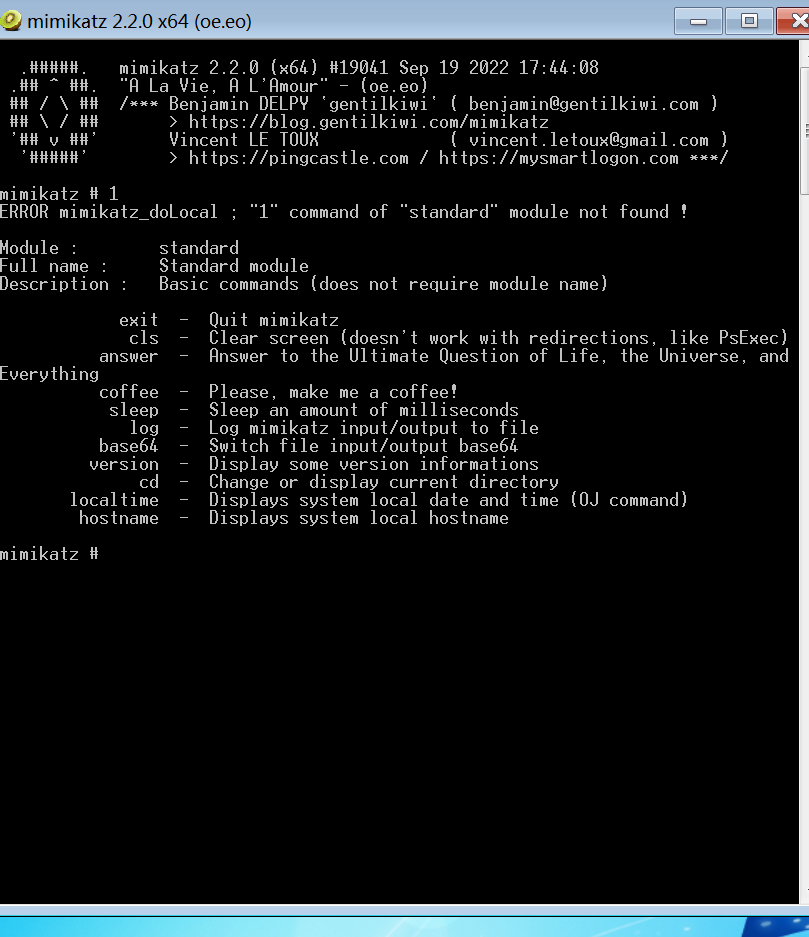 mimikatz 2.2.0 x64 (oe.eo)
.#####.   mimikatz 2.2.0 (x64) #19041 Sep 19 2022 17:44:08
.## ^ ##.  "A La Vie, A L'Amour" - (oe.eo)
## / \ ##  /*** Benjamin DELPY `gentilkiwi` ( benjamin@gentilkiwi.com )
## \ / ##       > https://blog.gentilkiwi.com/mimikatz
'## v ##'       Vincent LE TOUX             ( vincent.letoux@gmail.com )
'#####'        > https://pingcastle.com / https://mysmartlogon.com ***/
mimikatz # 1
ERROR mimikatz_doLocal ; "1" command of "standard" module not found !
Module :        standard
Full name :     Standard module
Description :   Basic commands (does not require module name)
exit  -  Quit mimikatz
cls  -  Clear screen (doesn't work with redirections, like PsExec)
answer  -  Answer to the Ultimate Question of Life, the Universe, and
Everything
coffee  -  Please, make me a coffee!
sleep  -  Sleep an amount of milliseconds
log  -  Log mimikatz input/output to file
base64  -  Switch file input/output base64
version  -  Display some version informations
cd  -  Change or display current directory
localtime  -  Displays system local date and time (OJ command)
hostname  -  Displays system local hostname
mimikatz #